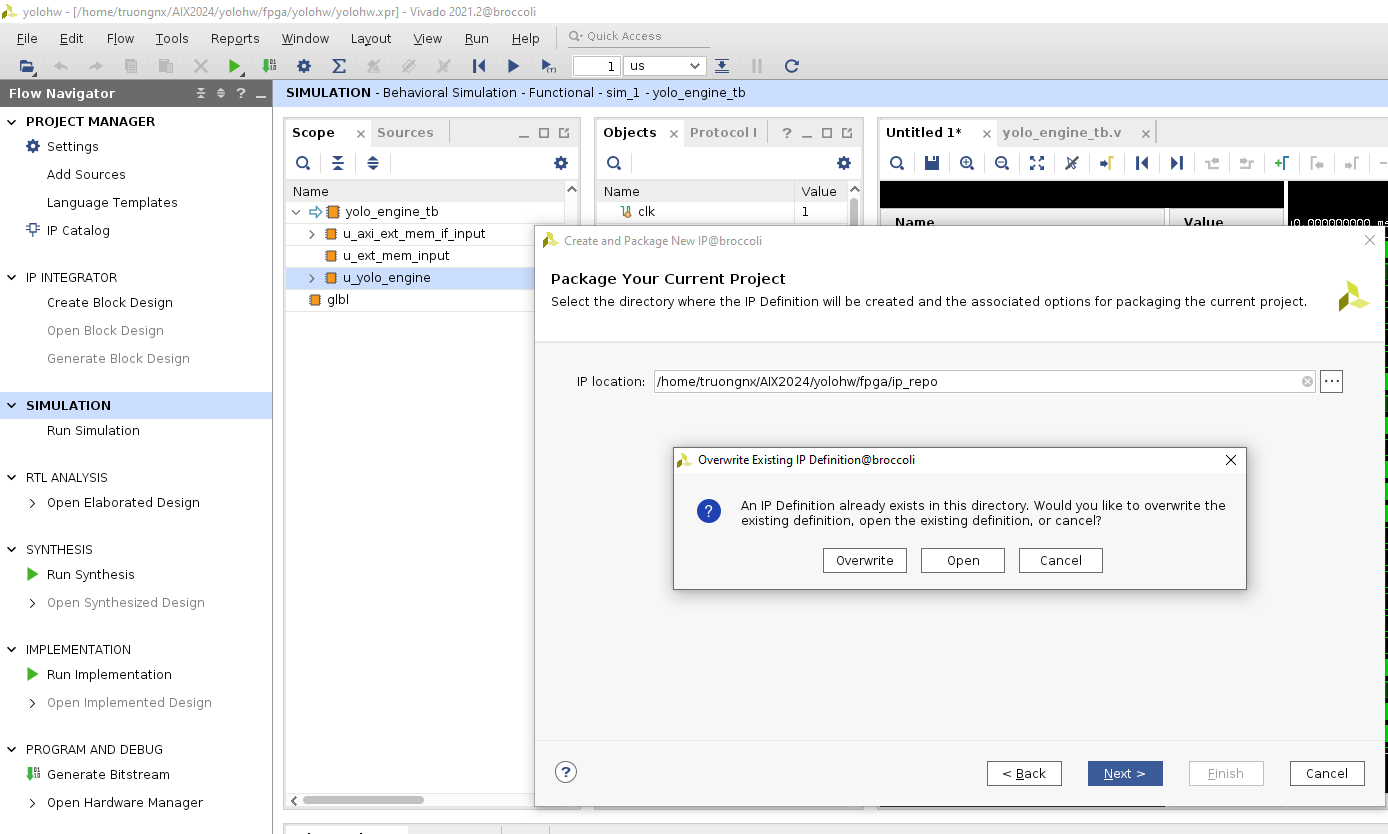 yolohw - [/home/truongnx/AIX2024/yolohw/fpga/yolohw/yolohw.xpr] - Vivado 2021.2@broccoli
File Edit Flow Tools Reports Window Layout View Run Help Quick Access
1 us
Flow Navigator
SIMULATION - Behavioral Simulation - Functional - sim_1 - yolo_engine_tb
PROJECT MANAGER
Settings
Add Sources
Language Templates
IP Catalog
IP INTEGRATOR
Create Block Design
Open Block Design
Generate Block Design
SIMULATION
Run Simulation
RTL ANALYSIS
Open Elaborated Design
SYNTHESIS
Run Synthesis
Open Synthesized Design
IMPLEMENTATION
Run Implementation
Open Implemented Design
PROGRAM AND DEBUG
Generate Bitstream
Open Hardware Manager
Scope Sources
Name
yolo_engine_tb
u_axi_ext_mem_if_input
u_ext_mem_input
u_yolo_engine
glbl
Objects Protocol I
Name Value
clk 1
Untitled 1* yolo_engine_tb.v
Name Value
Create and Package New IP@broccoli
Package Your Current Project
Select the directory where the IP Definition will be created and the associated options for packaging the current project.
IP location: /home/truongnx/AIX2024/yolohw/fpga/ip_repo
Overwrite Existing IP Definition@broccoli
An IP Definition already exists in this directory. Would you like to overwrite the
existing definition, open the existing definition, or cancel?
Overwrite Open Cancel
< Back Next > Finish Cancel